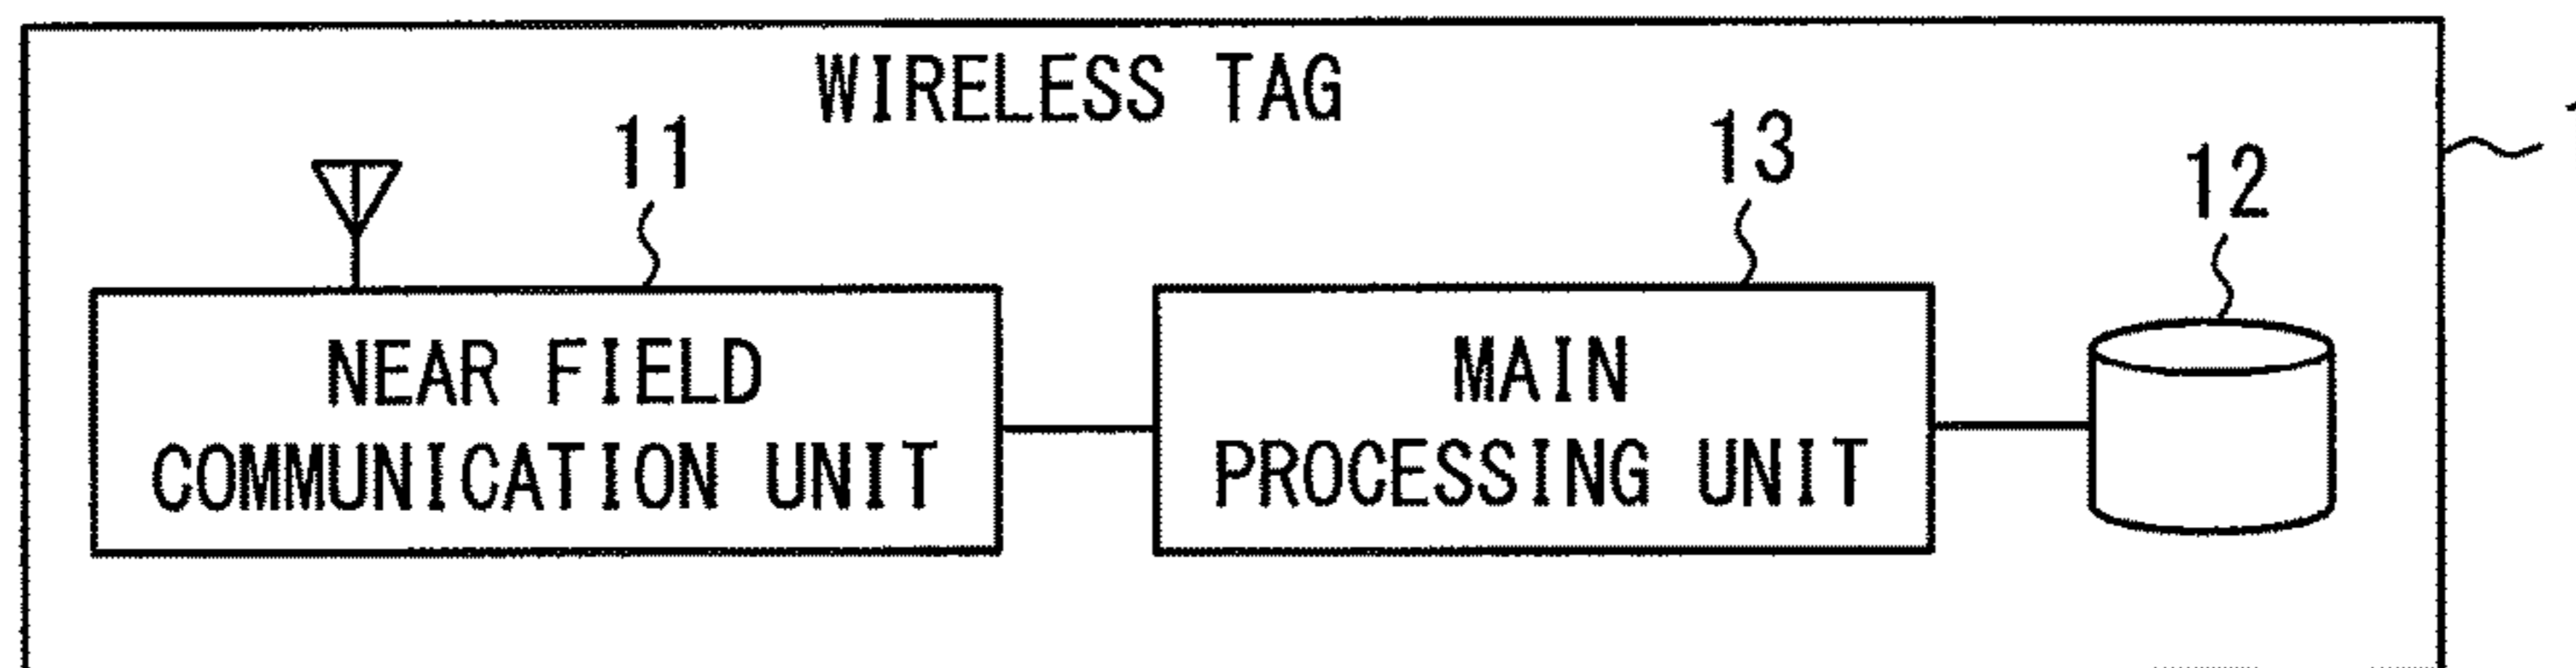 WIRELESS TAG
11
13
12
NEAR FIELD
COMMUNICATION UNIT
MAIN
PROCESSING UNIT